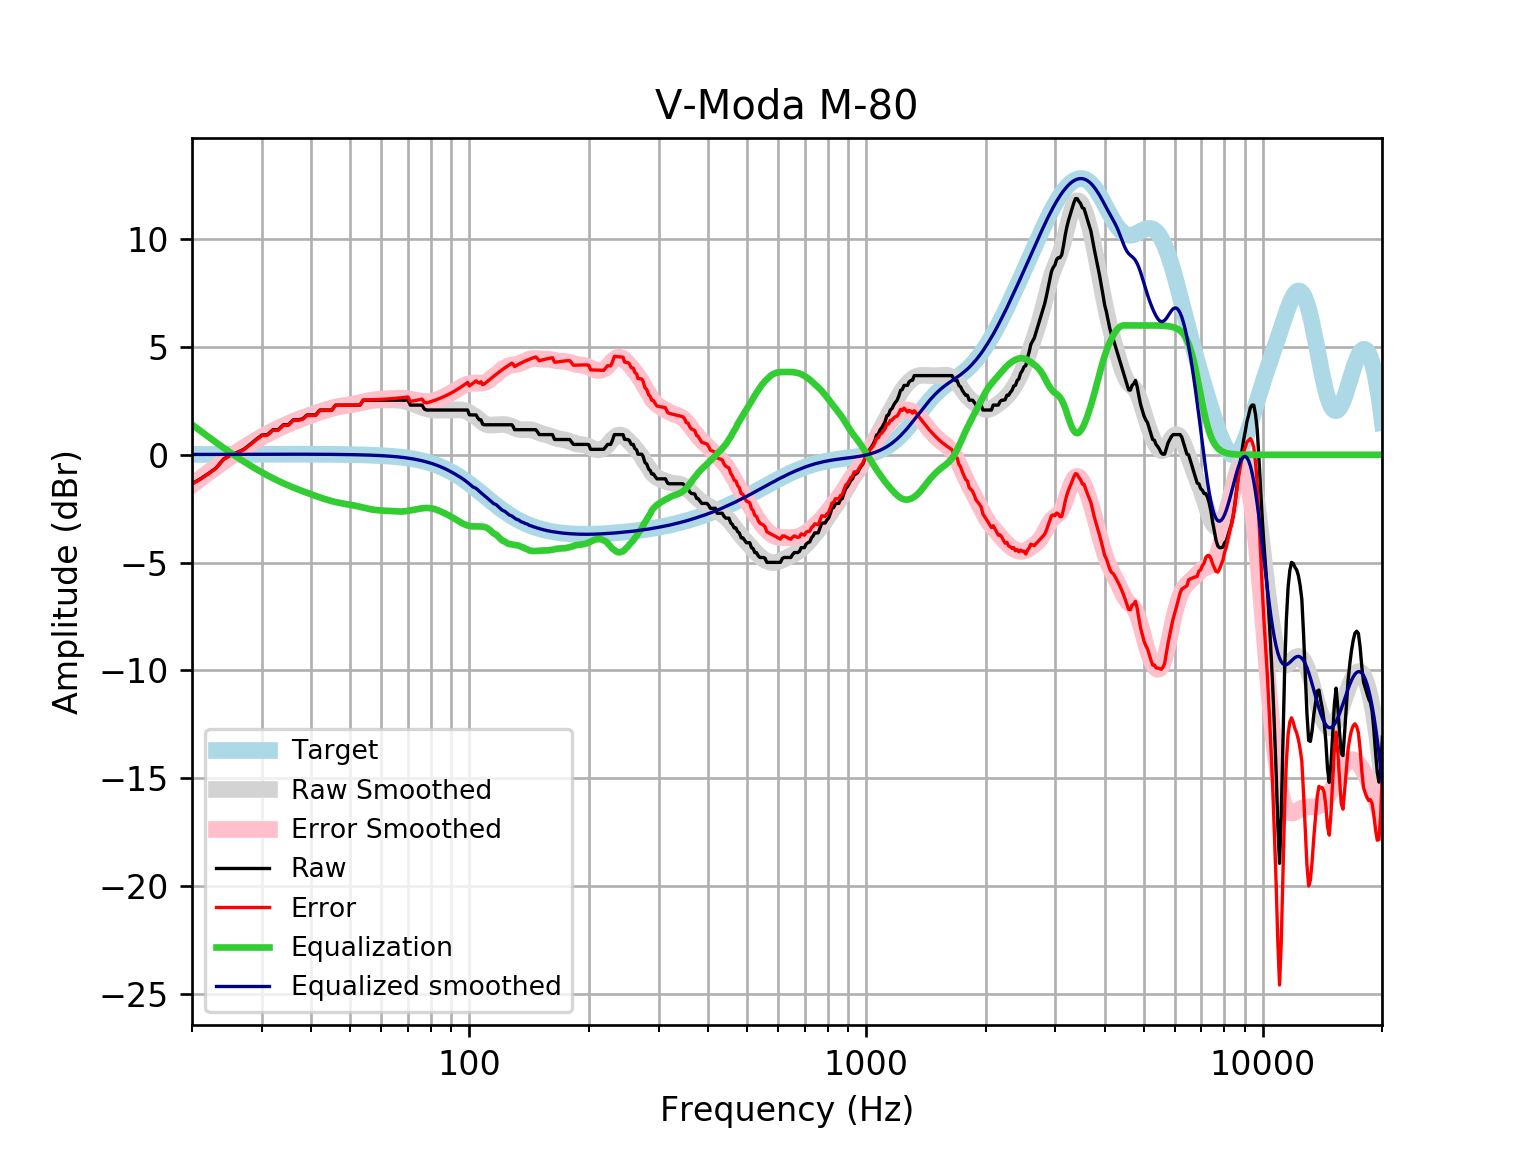 V-Moda M-80
Amplitude (dBr)
10
5
0
−5
−10
−15
−20
−25
Target
Raw Smoothed
Error Smoothed
Raw
Error
Equalization
Equalized smoothed
100 1000 10000
Frequency (Hz)